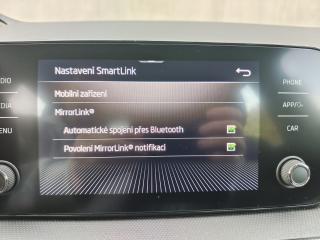 Nastavení SmartLink
Mobilní zařízení
MirrorLink®
Automatické spojení přes Bluetooth
Povolení MirrorLink® notifikací
DIO
DIA
ENU
PHONE
APP/
CAR